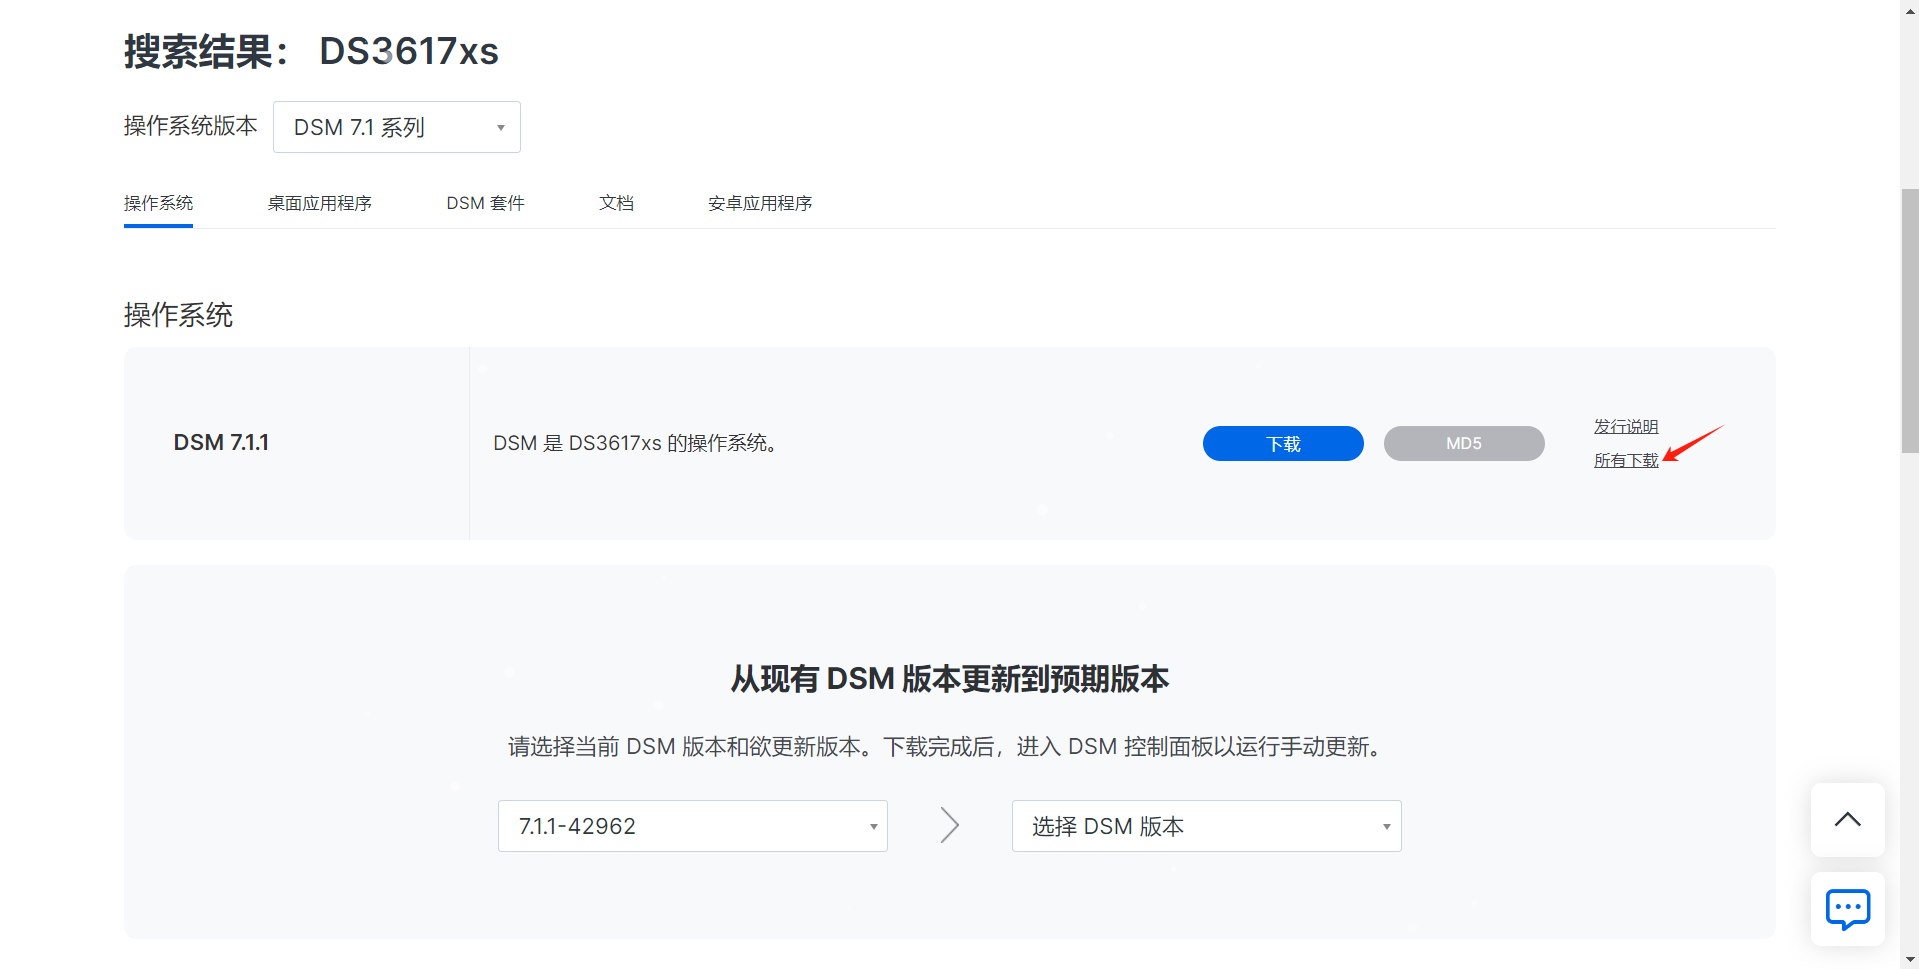 搜索结果： DS3617xs
操作系统版本
DSM 7.1 系列
操作系统
桌面应用程序
DSM 套件
文档
安卓应用程序
操作系统
DSM 7.1.1
DSM 是 DS3617xs 的操作系统。
下载
MD5
发行说明
所有下载
从现有 DSM 版本更新到预期版本
请选择当前 DSM 版本和欲更新版本。下载完成后，进入 DSM 控制面板以运行手动更新。
7.1.1-42962
选择 DSM 版本